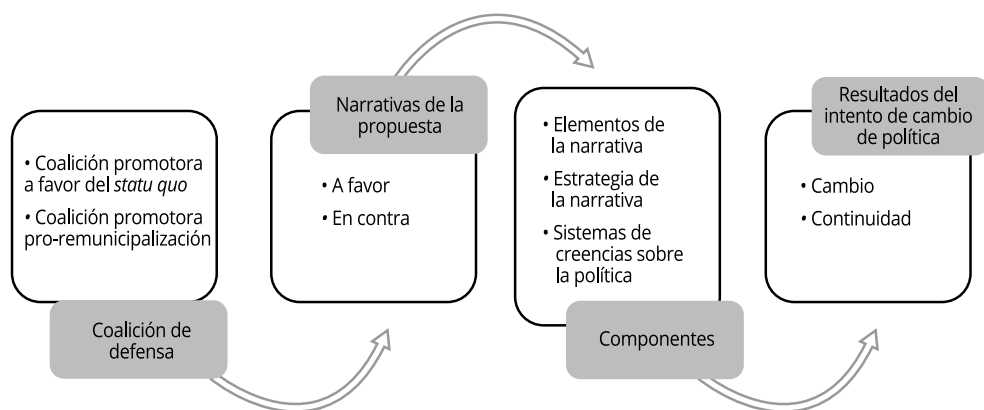 • Coalición promotora
a favor del statu quo
• Coalición promotora
pro-remunicipalización
Coalición de
defensa
Narrativas de la
propuesta
• A favor
• En contra
• Elementos de
la narrativa
• Estrategia de
la narrativa
• Sistemas de
creencias sobre
la política
Componentes
Resultados del
intento de cambio
de política
• Cambio
• Continuidad